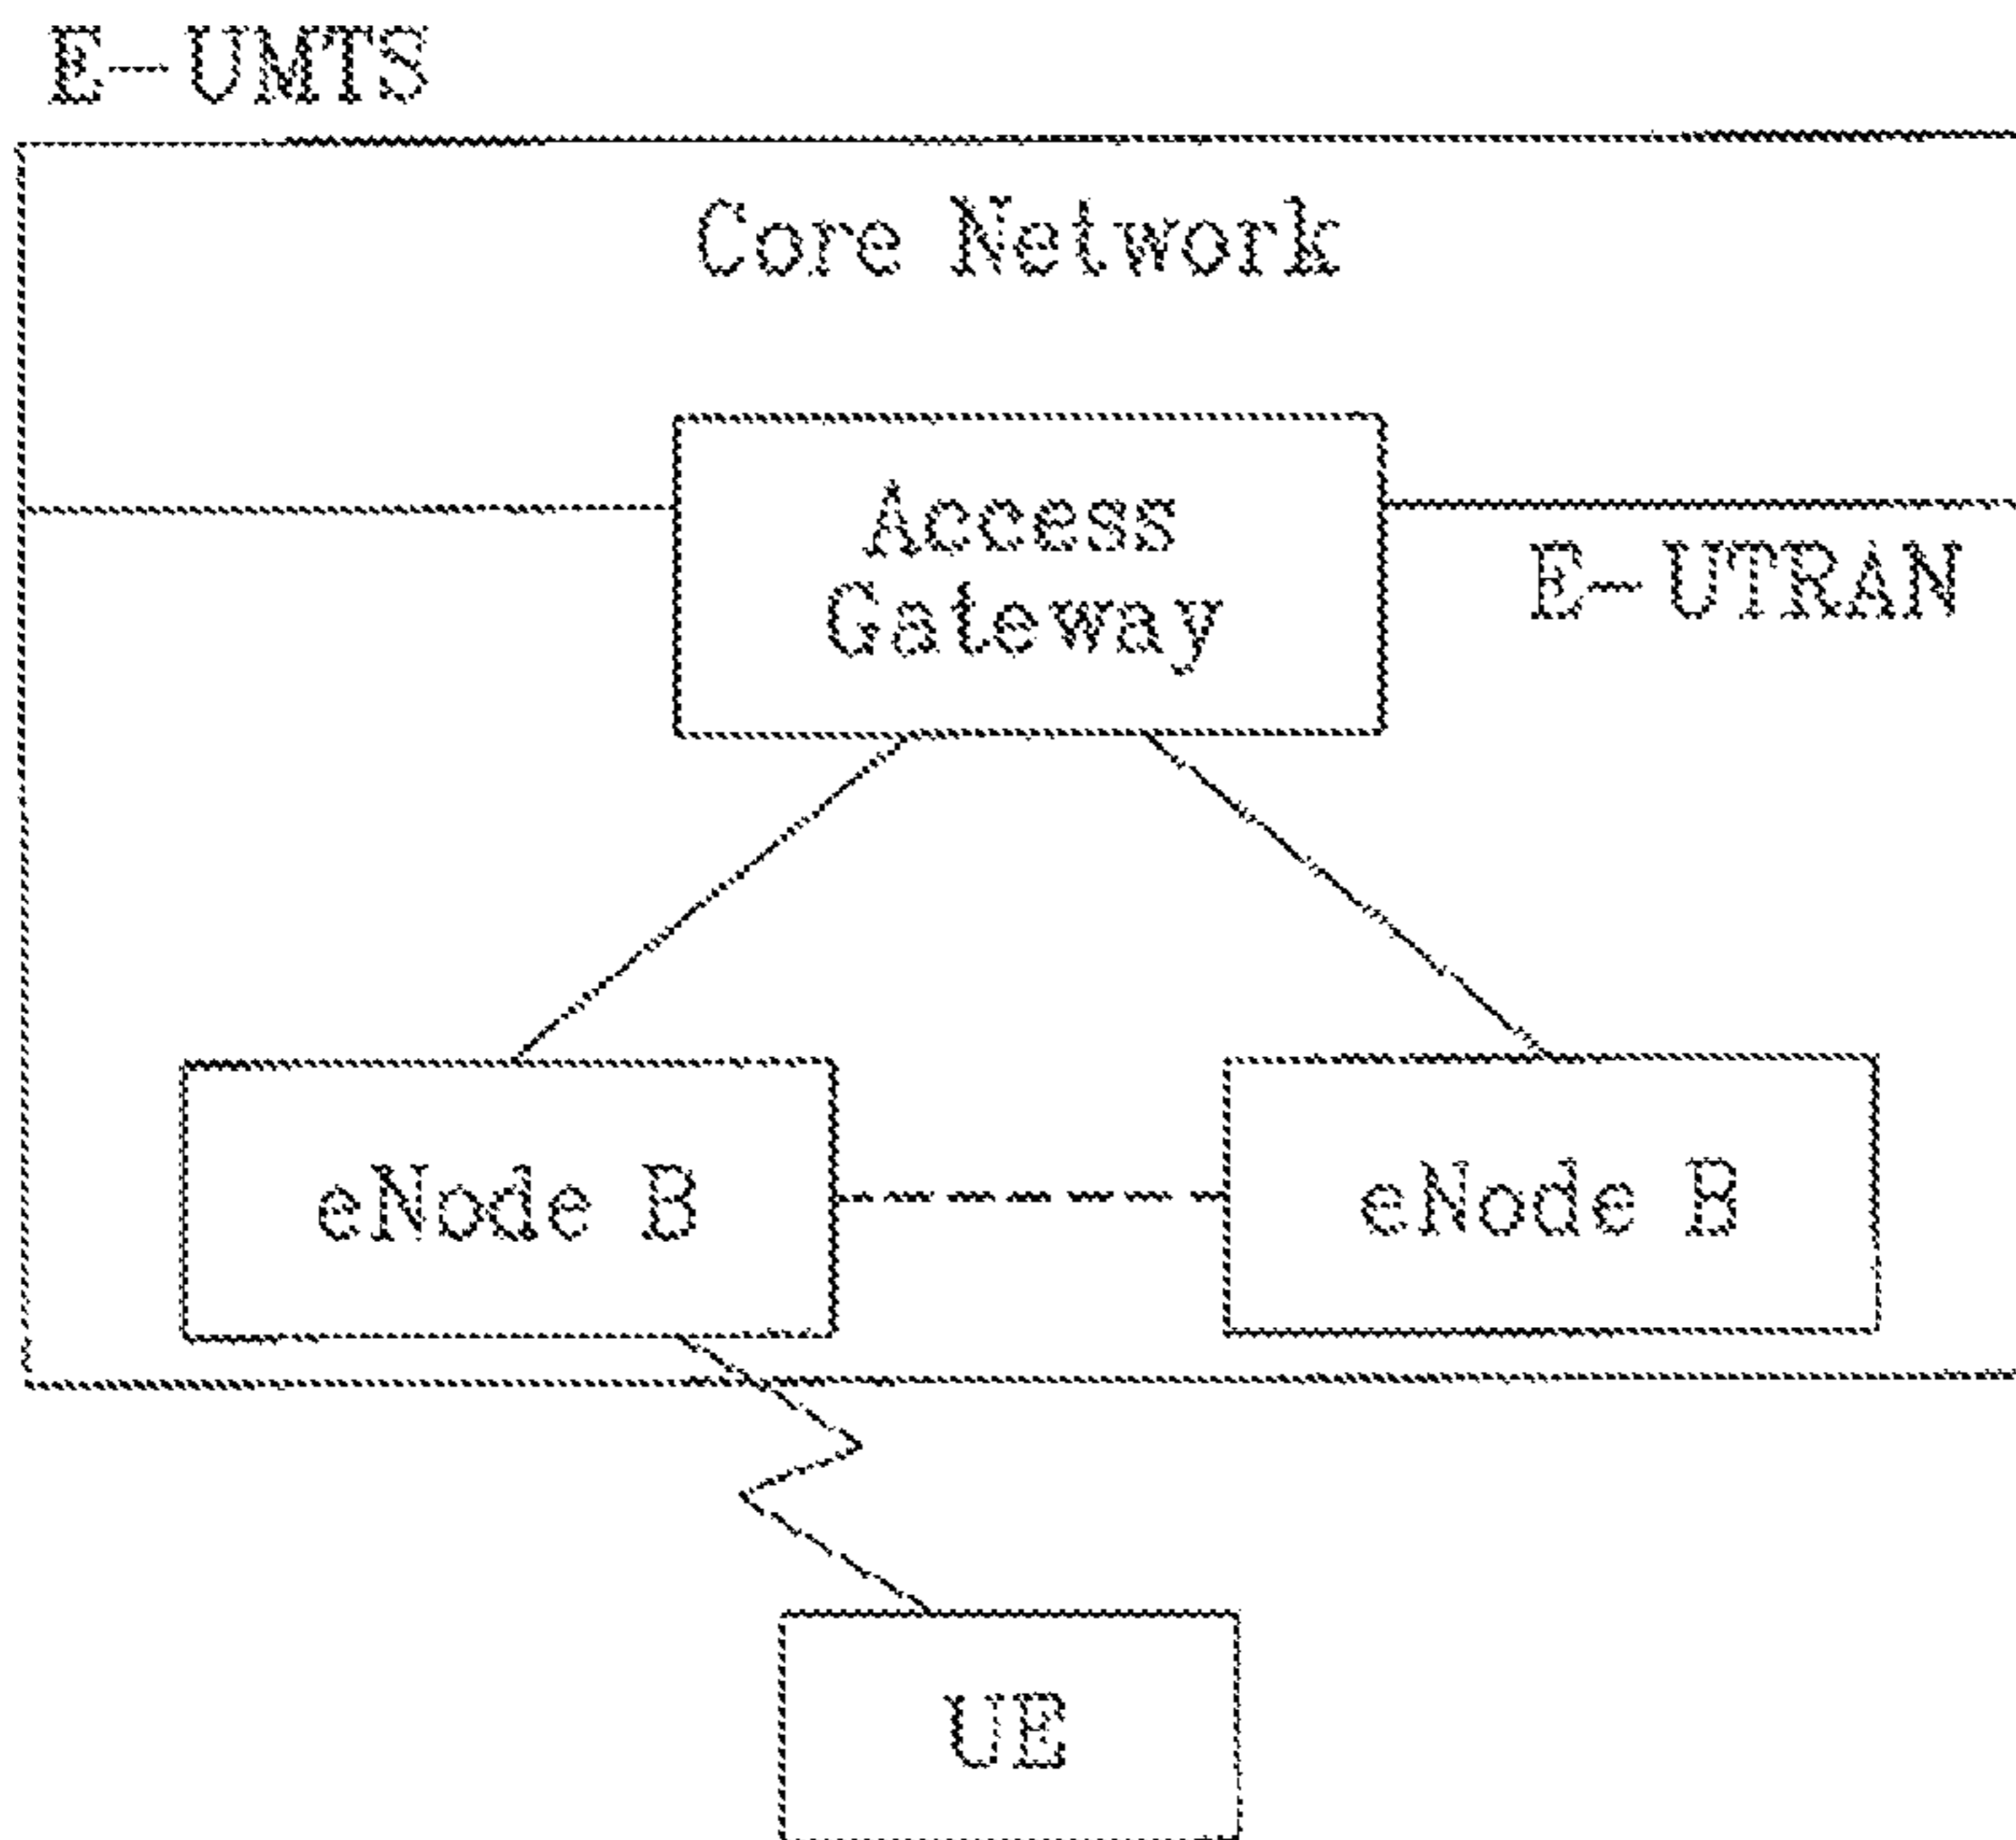 E-UMTS
Core Network
Access
Gateway
E-UTRAN
eNode B
eNode B
UE